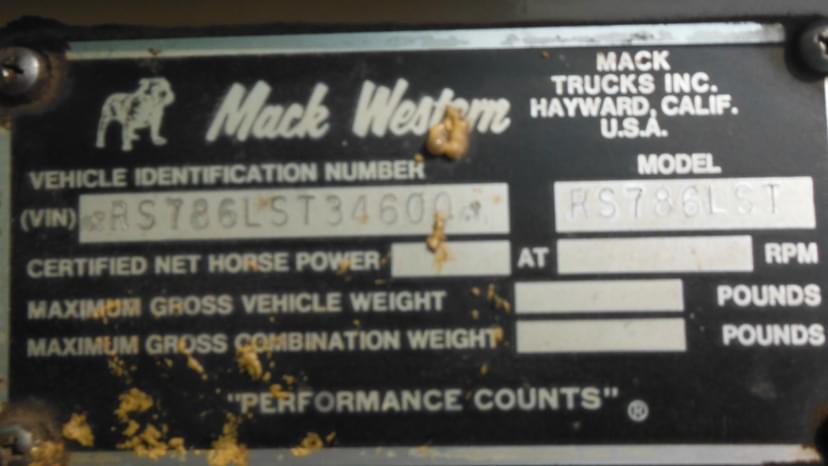 Mack Western
MACK
TRUCKS INC.
HAYWARD, CALIF.
U.S.A.
VEHICLE IDENTIFICATION NUMBER
MODEL
(VIN) RS786LST34600
RS786LST
CERTIFIED NET HORSE POWER AT RPM
MAXIMUM GROSS VEHICLE WEIGHT POUNDS
MAXIMUM GROSS COMBINATION WEIGHT POUNDS
"PERFORMANCE COUNTS" ®